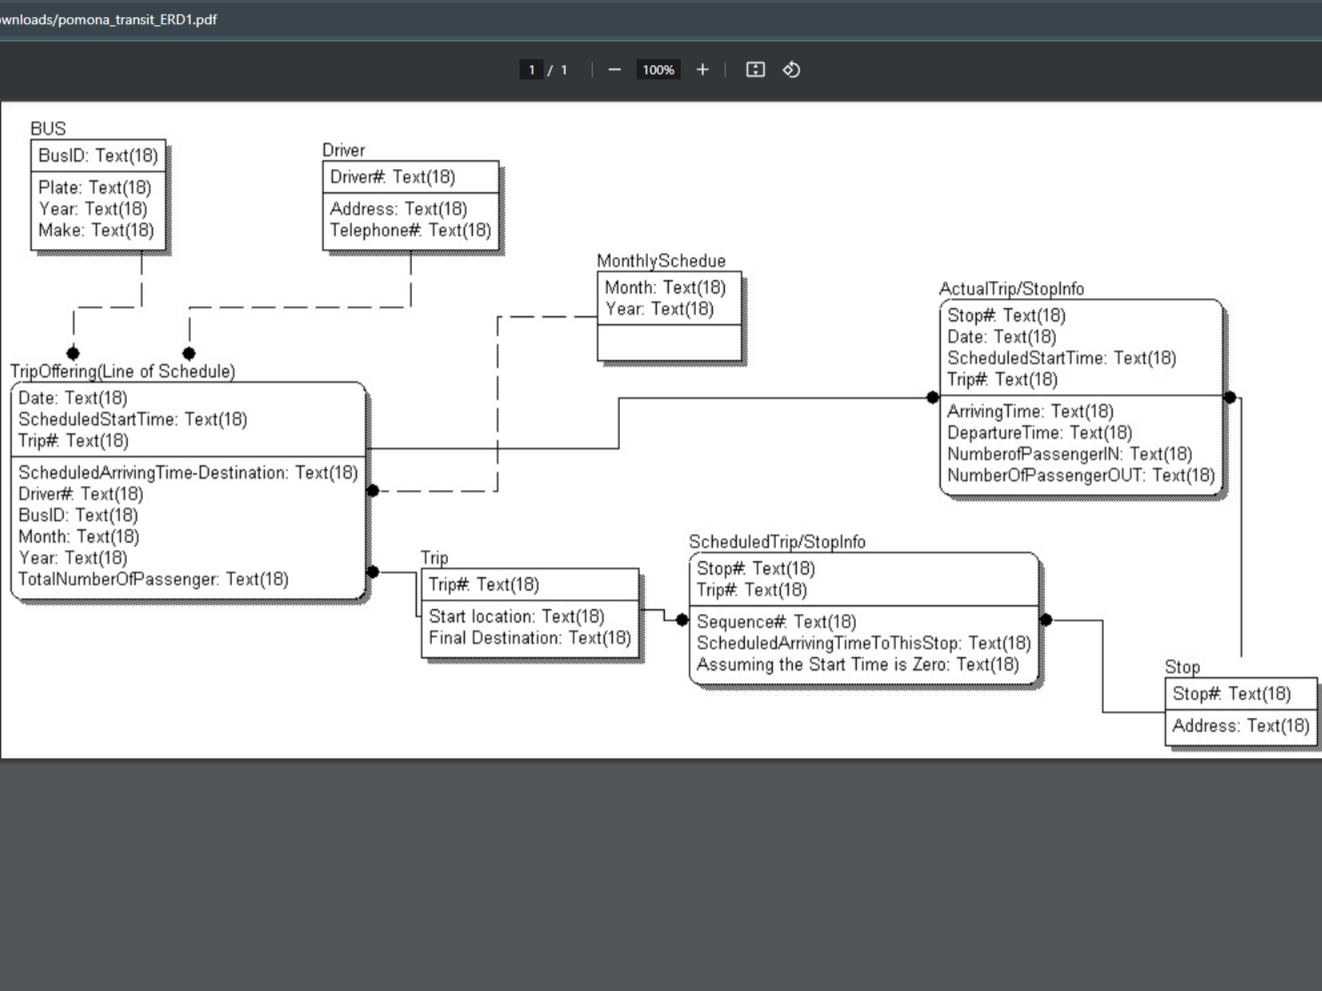 wnloads/pomona_transit_ERD1.pdf
1 / 1
100%
BUS
BusID: Text(18)
Plate: Text(18)
Year: Text(18)
Make: Text(18)
Driver
Driver#: Text(18)
Address: Text(18)
Telephone#: Text(18)
MonthlySchedue
Month: Text(18)
Year: Text(18)
ActualTrip/StopInfo
Stop#: Text(18)
Date: Text(18)
ScheduledStartTime: Text(18)
Trip#: Text(18)
ArrivingTime: Text(18)
DepartureTime: Text(18)
NumberofPassengerIN: Text(18)
NumberOfPassengerOUT: Text(18)
TripOffering(Line of Schedule)
Date: Text(18)
ScheduledStartTime: Text(18)
Trip#: Text(18)
ScheduledArrivingTime-Destination: Text(18)
Driver#: Text(18)
BusID: Text(18)
Month: Text(18)
Year: Text(18)
TotalNumberOfPassenger: Text(18)
Trip
Trip#: Text(18)
Start location: Text(18)
Final Destination: Text(18)
ScheduledTrip/StopInfo
Stop#: Text(18)
Trip#: Text(18)
Sequence#: Text(18)
ScheduledArrivingTimeToThisStop: Text(18)
Assuming the Start Time is Zero: Text(18)
Stop
Stop#: Text(18)
Address: Text(18)